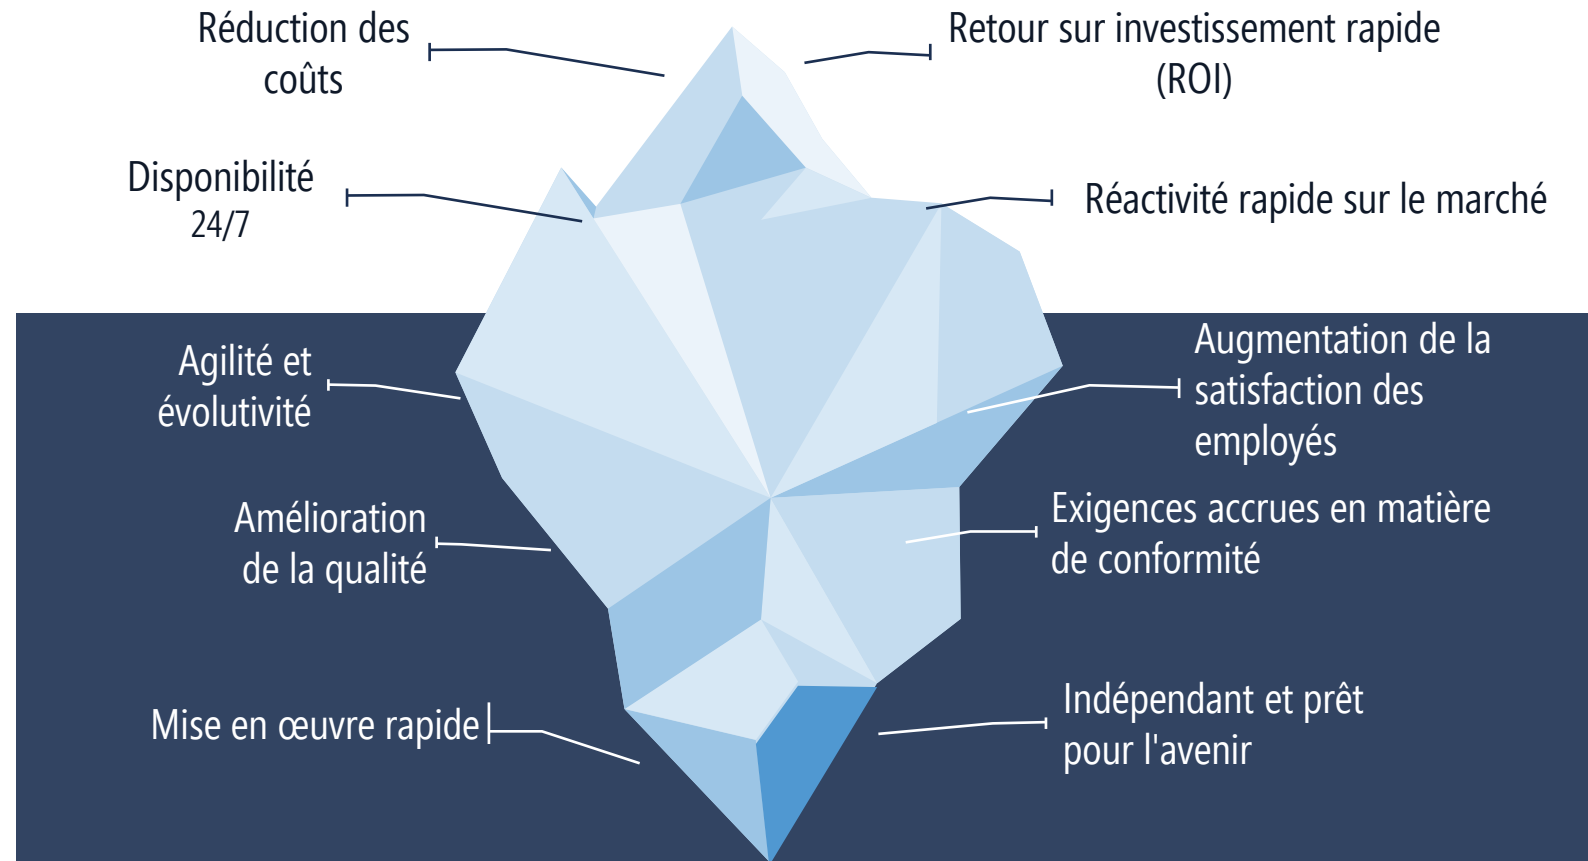 Réduction des
coûts
Retour sur investissement rapide
(ROI)
Disponibilité
24/7
Réactivité rapide sur le marché
Agilité et
évolutivité
Augmentation de la
satisfaction des
employés
Amélioration
de la qualité
Exigences accrues en matière
de conformité
Mise en œuvre rapide
Indépendant et prêt
pour l'avenir